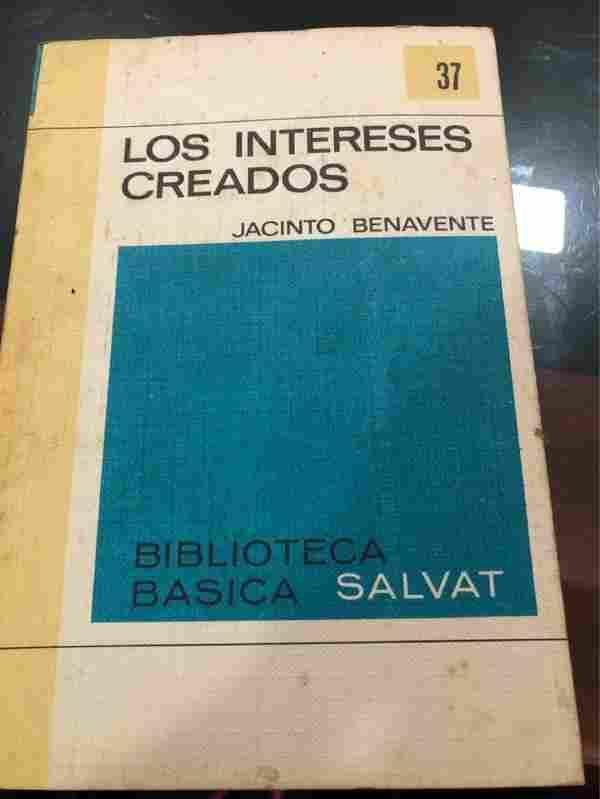 37
LOS INTERESES
CREADOS
JACINTO BENAVENTE
BIBLIOTECA
BASICA SALVAT